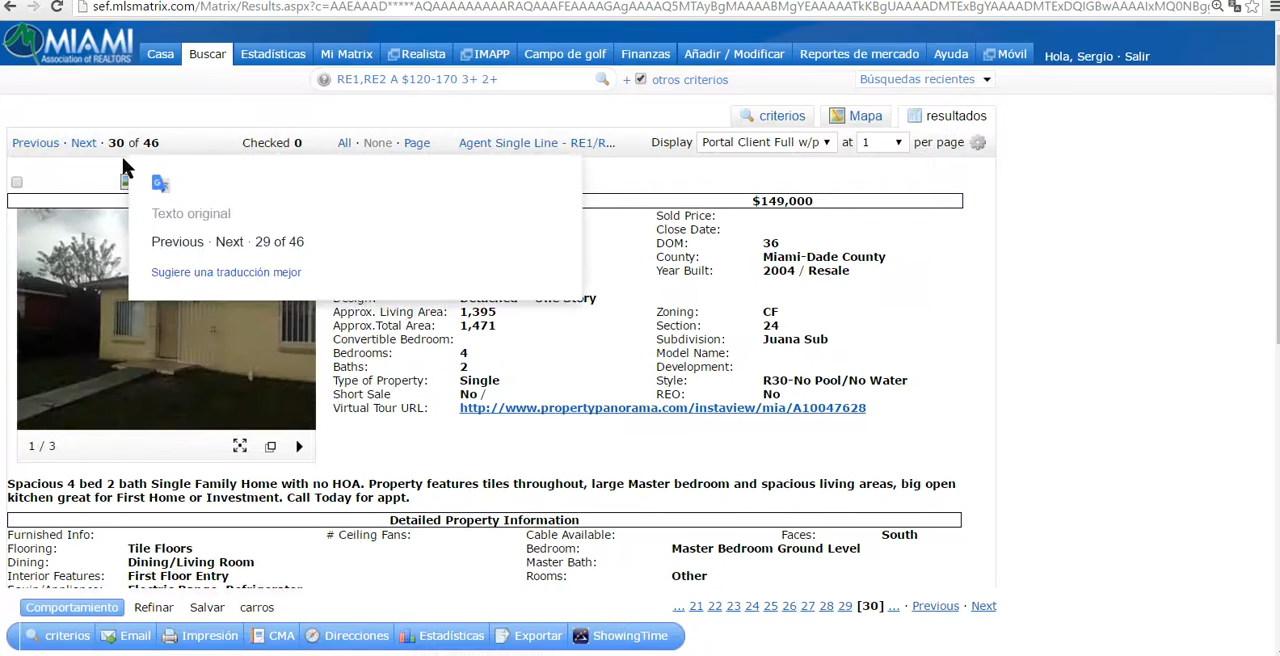 sef.mlsmatrix.com/Matrix/Results.aspx?c=AAEAAAD*****AQAAAAAAAAARAQAAAFEAAAAGAgAAAAQ5MTAyBgMAAAABMgYEAAAAATkKBgUAAAADMTExBgYAAAADMTExDQIGBwAAAAIxMQ0NBg
MIAMI
Association of REALTORS
Casa Buscar Estadísticas Mi Matrix Realista IMAPP Campo de golf Finanzas Añadir / Modificar Reportes de mercado Ayuda Móvil Hola, Sergio · Salir
RE1,RE2 A $120-170 3+ 2+ + otros criterios Búsquedas recientes
criterios Mapa resultados
Previous · Next · 30 of 46 Checked 0 All · None · Page Agent Single Line - RE1/R... Display Portal Client Full w/p at 1 per page
Texto original
Previous · Next · 29 of 46
Sugiere una traducción mejor
$149,000
Sold Price:
Close Date:
DOM: 36
County: Miami-Dade County
Year Built: 2004 / Resale
Design: Detached One Story
Approx. Living Area: 1,395 Zoning: CF
Approx.Total Area: 1,471 Section: 24
Convertible Bedroom: Subdivision: Juana Sub
Bedrooms: 4 Model Name:
Baths: 2 Development:
Type of Property: Single Style: R30-No Pool/No Water
Short Sale No / REO: No
Virtual Tour URL: http://www.propertypanorama.com/instaview/mia/A10047628
1 / 3
Spacious 4 bed 2 bath Single Family Home with no HOA. Property features tiles throughout, large Master bedroom and spacious living areas, big open
kitchen great for First Home or Investment. Call Today for appt.
Detailed Property Information
Furnished Info: # Ceiling Fans: Cable Available: Faces: South
Flooring: Tile Floors Bedroom: Master Bedroom Ground Level
Dining: Dining/Living Room Master Bath:
Interior Features: First Floor Entry Rooms: Other
Equip/Appliance: Electric Range, Refrigerator
Comportamiento Refinar Salvar carros ... 21 22 23 24 25 26 27 28 29 [30] ... · Previous · Next
criterios Email Impresión CMA Direcciones Estadísticas Exportar ShowingTime